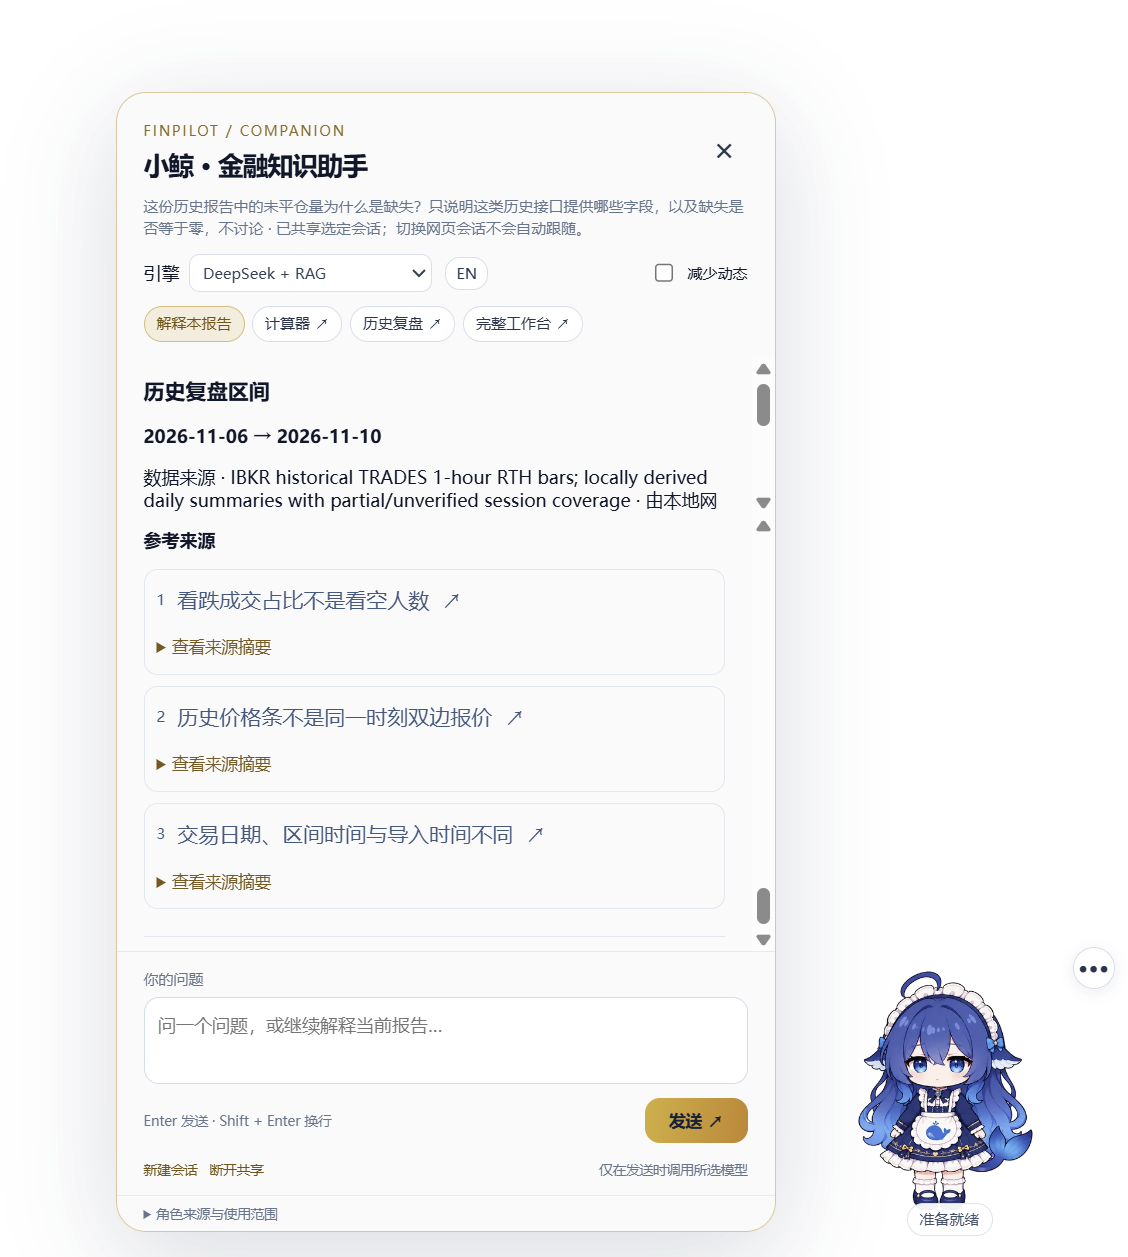 FINPILOT / COMPANION
小鲸 • 金融知识助手
这份历史报告中的未平仓量为什么是缺失？只说明这类历史接口提供哪些字段，以及缺失是
否等于零，不讨论 · 已共享选定会话；切换网页会话不会自动跟随。
引擎 DeepSeek + RAG EN 减少动态
解释本报告 计算器 ↗ 历史复盘 ↗ 完整工作台 ↗
历史复盘区间
2026-11-06 → 2026-11-10
数据来源 · IBKR historical TRADES 1-hour RTH bars; locally derived
daily summaries with partial/unverified session coverage · 由本地网
参考来源
1 看跌成交占比不是看空人数 ↗
▶ 查看来源摘要
2 历史价格条不是同一时刻双边报价 ↗
▶ 查看来源摘要
3 交易日期、区间时间与导入时间不同 ↗
▶ 查看来源摘要
你的问题
问一个问题，或继续解释当前报告...
Enter 发送 · Shift + Enter 换行
发送 ↗
新建会话 断开共享 仅在发送时调用所选模型
▶ 角色来源与使用范围
准备就绪